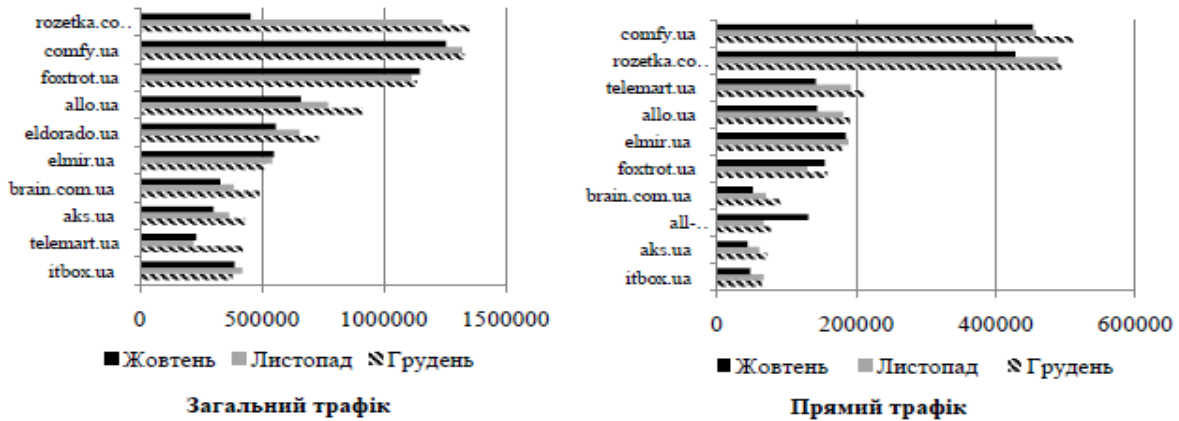 rozetka.co..
comfy.ua
foxtrot.ua
allo.ua
eldorado.ua
elmir.ua
brain.com.ua
aks.ua
telemart.ua
itbox.ua
0 500000 1000000 1500000
Жовтень Листопад Грудень
Загальний трафік
comfy.ua
rozetka.co..
telemart.ua
allo.ua
elmir.ua
foxtrot.ua
brain.com.ua
all-..
aks.ua
itbox.ua
0 200000 400000 600000
Жовтень Листопад Грудень
Прямий трафік